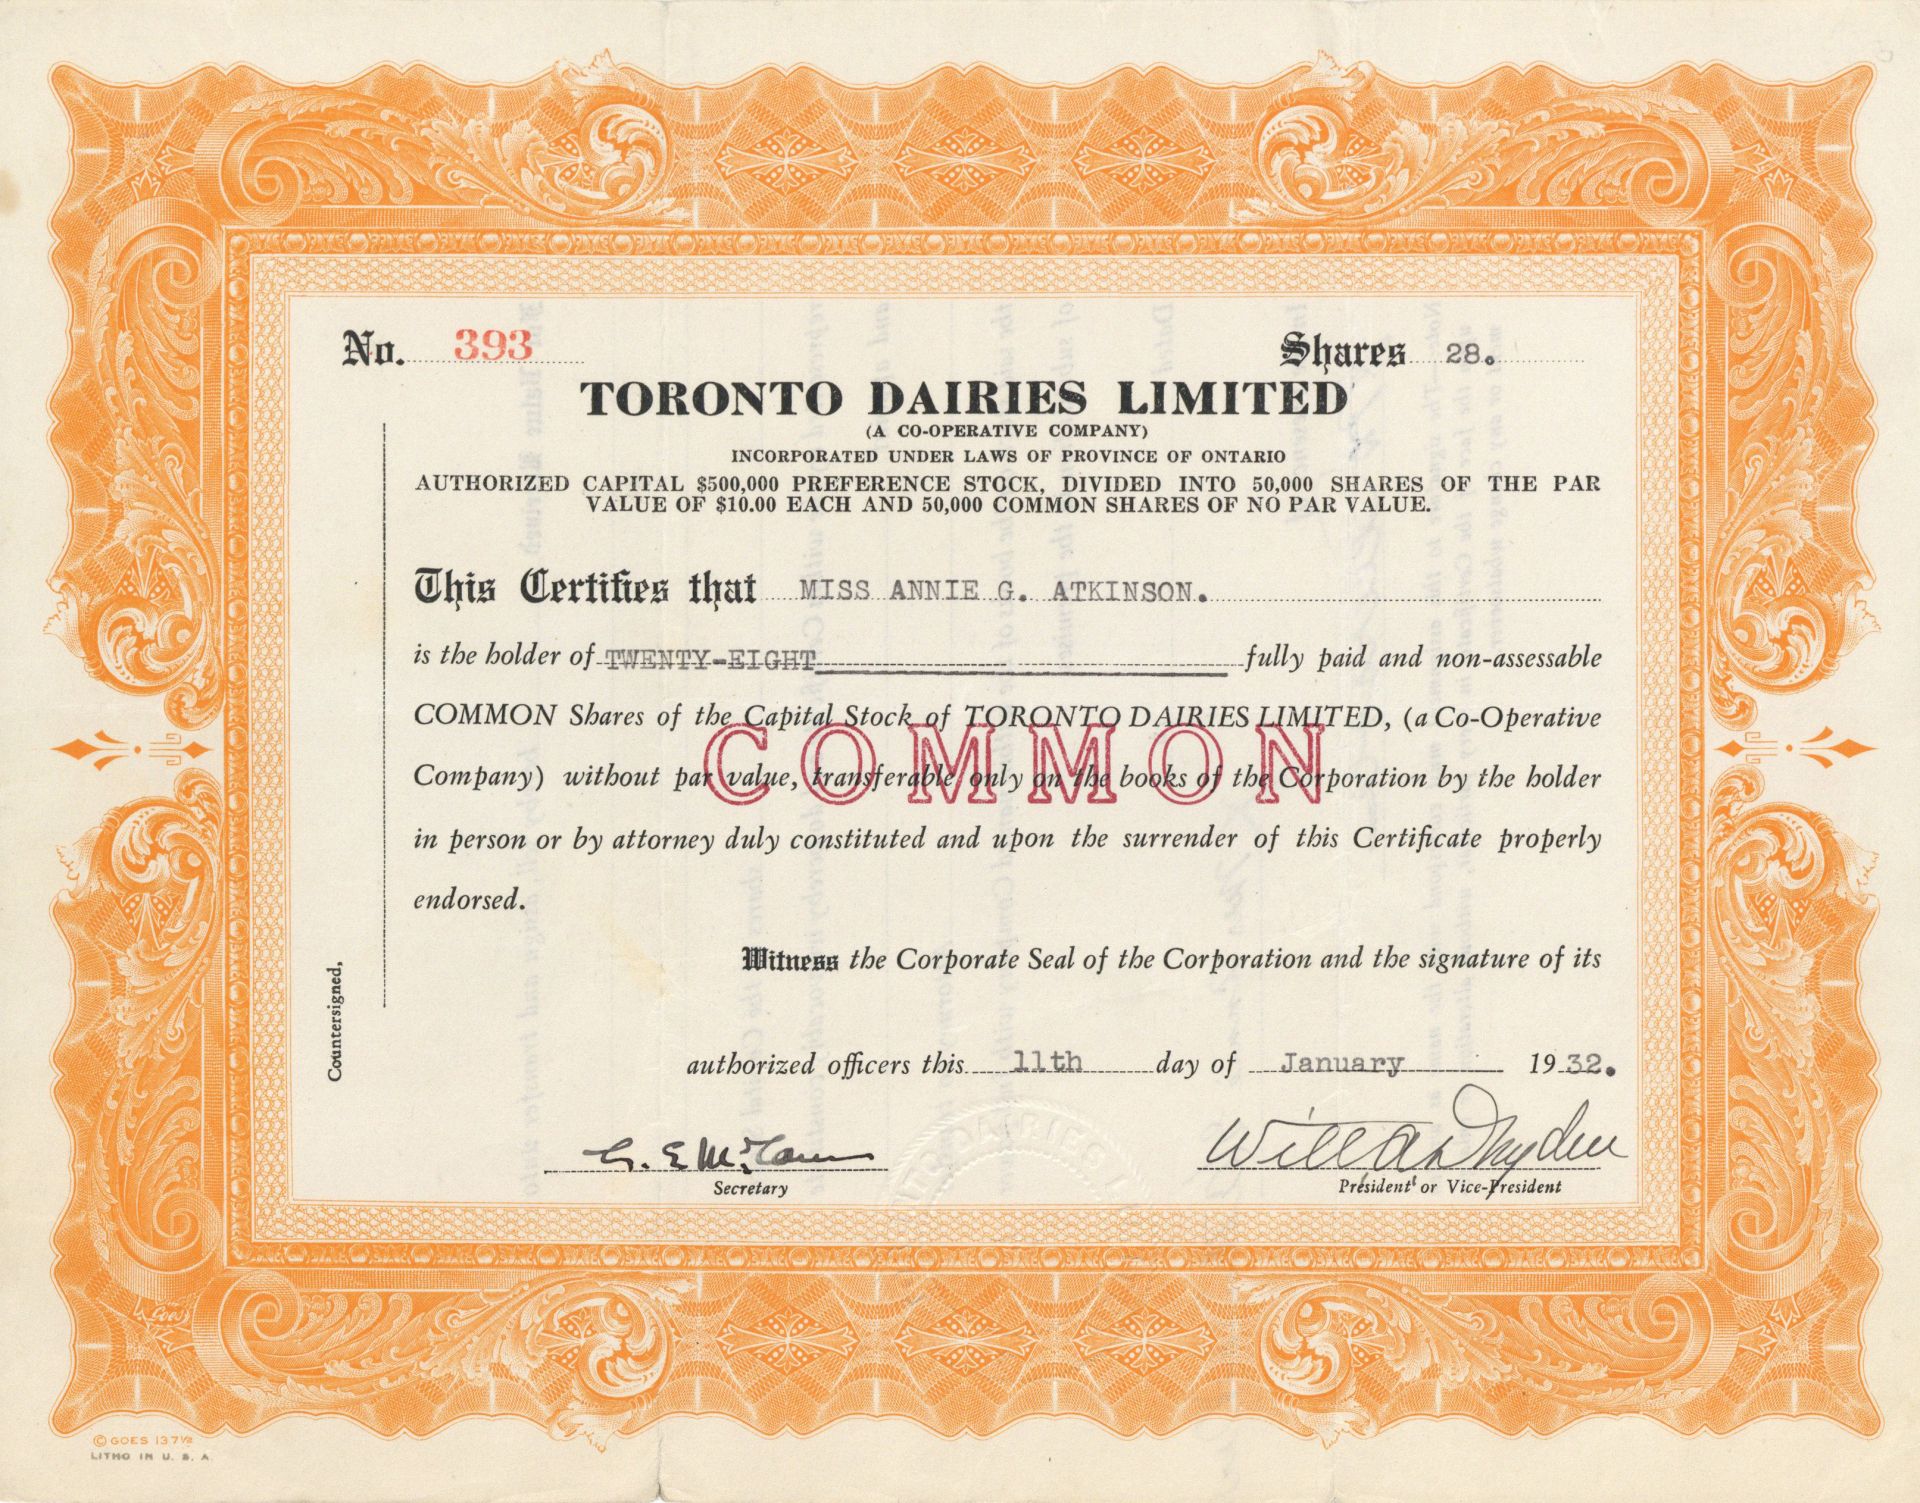 No. 393 Shares 28.
TORONTO DAIRIES LIMITED
(A CO-OPERATIVE COMPANY)
INCORPORATED UNDER LAWS OF PROVINCE OF ONTARIO
AUTHORIZED CAPITAL $500,000 PREFERENCE STOCK, DIVIDED INTO 50,000 SHARES OF THE PAR
VALUE OF $10.00 EACH AND 50,000 COMMON SHARES OF NO PAR VALUE.
This Certifies that MISS ANNIE G. ATKINSON.
is the holder of TWENTY-EIGHT fully paid and non-assessable
COMMON Shares of the Capital Stock of TORONTO DAIRIES LIMITED, (a Co-Operative
COMMON
Company) without par value, transferable only on the books of the Corporation by the holder
in person or by attorney duly constituted and upon the surrender of this Certificate properly
endorsed.
Witness the Corporate Seal of the Corporation and the signature of its
authorized officers this 11th day of January 1932.
Countersigned,
G. E.
Secretary
President or Vice-President
© GOES 137½
LITHO IN U. S. A.